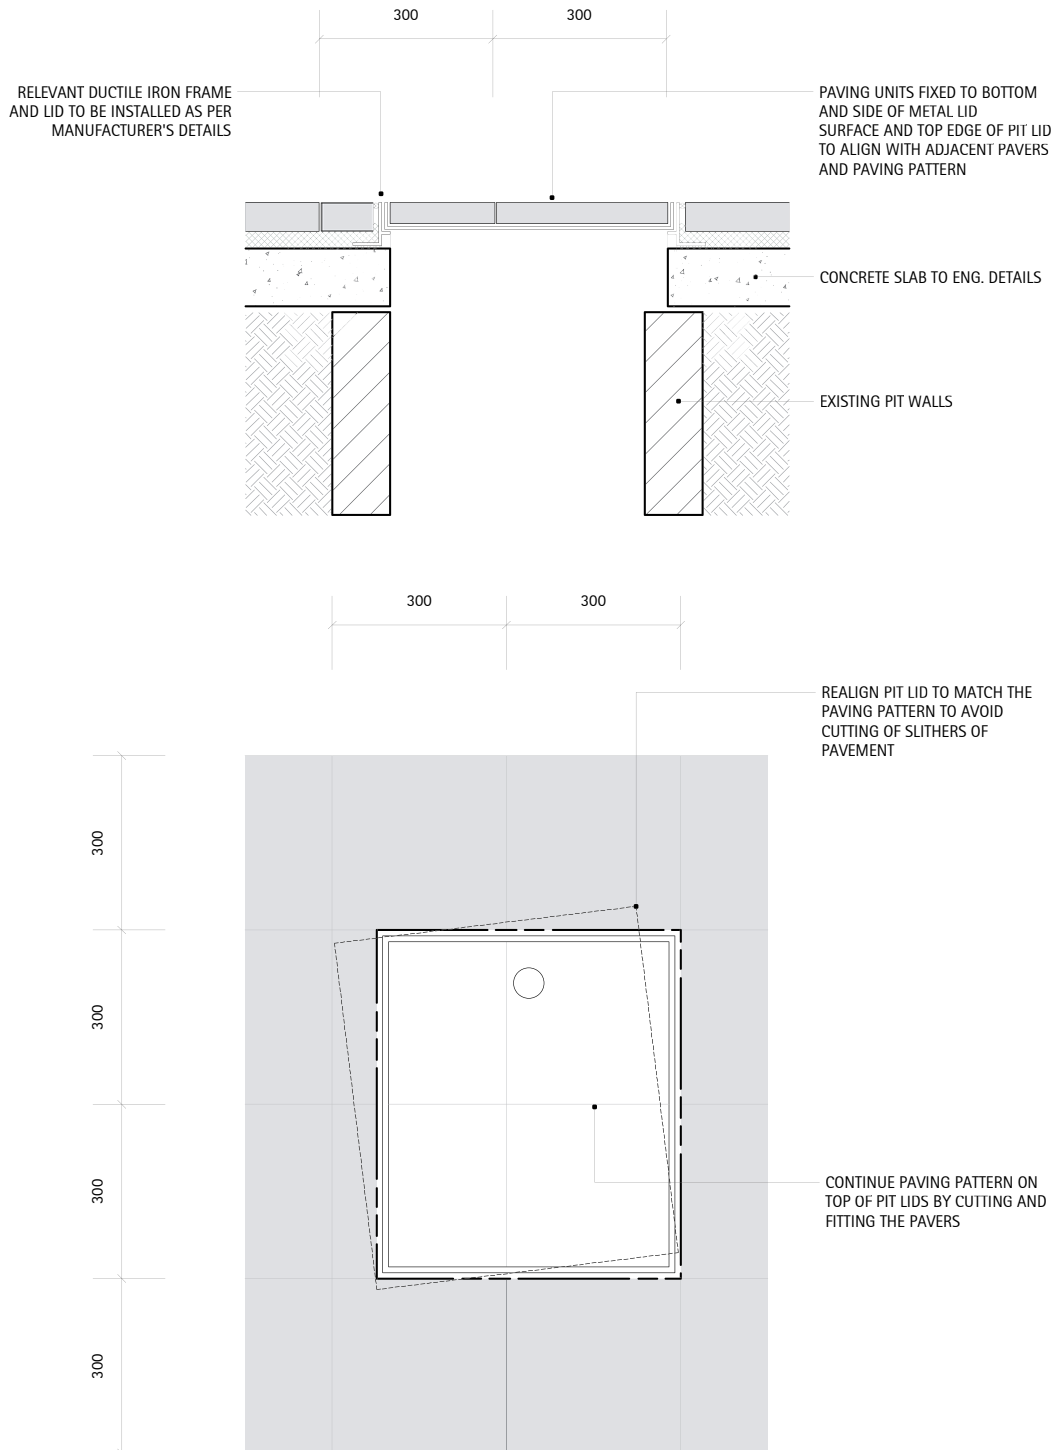 300
300
RELEVANT DUCTILE IRON FRAME
AND LID TO BE INSTALLED AS PER
MANUFACTURER'S DETAILS
PAVING UNITS FIXED TO BOTTOM
AND SIDE OF METAL LID
SURFACE AND TOP EDGE OF PIT LID
TO ALIGN WITH ADJACENT PAVERS
AND PAVING PATTERN
CONCRETE SLAB TO ENG. DETAILS
EXISTING PIT WALLS
300
300
REALIGN PIT LID TO MATCH THE
PAVING PATTERN TO AVOID
CUTTING OF SLITHERS OF
PAVEMENT
300
300
300
CONTINUE PAVING PATTERN ON
TOP OF PIT LIDS BY CUTTING AND
FITTING THE PAVERS
300